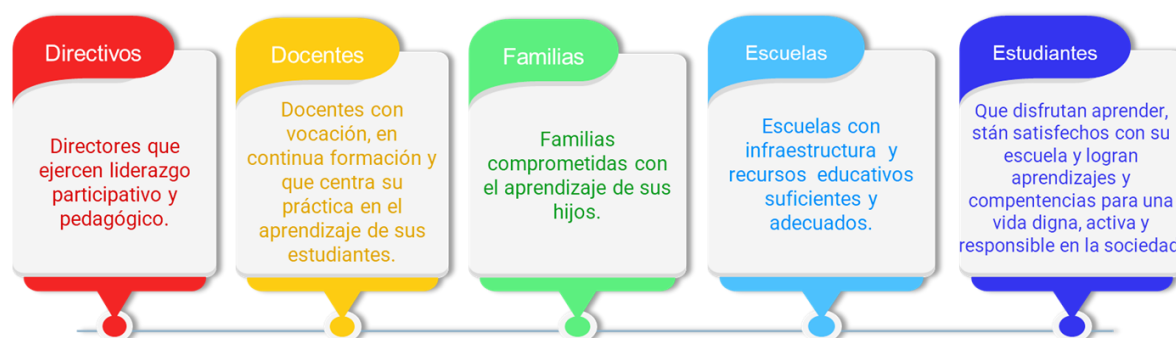 Directivos
Directores que
ejercen liderazgo
participativo y
pedagógico.
Docentes
Docentes con
vocación, en
continua formación y
que centra su
práctica en el
aprendizaje de sus
estudiantes.
Familias
Familias
comprometidas con
el aprendizaje de sus
hijos.
Escuelas
Escuelas con
infraestructura y
recursos educativos
suficientes y
adecuados.
Estudiantes
Que disfrutan aprender,
stán satisfechos con su
escuela y logran
aprendizajes y
compentencias para una
vida digna, activa y
responsible en la sociedad